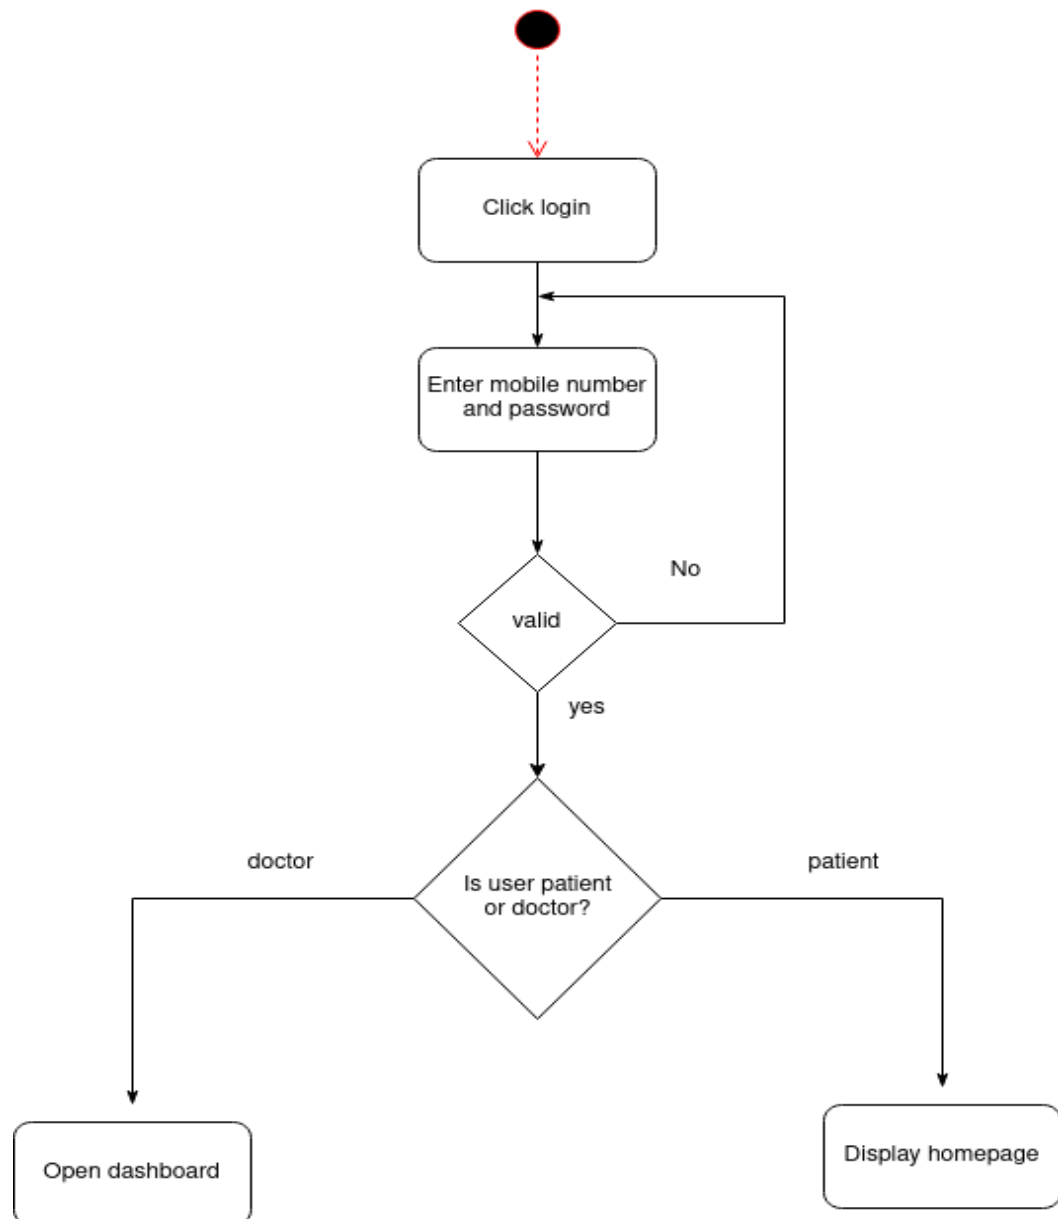 Click login
Enter mobile number
and password
No
valid
yes
doctor
patient
Is user patient
or doctor?
Display homepage
Open dashboard